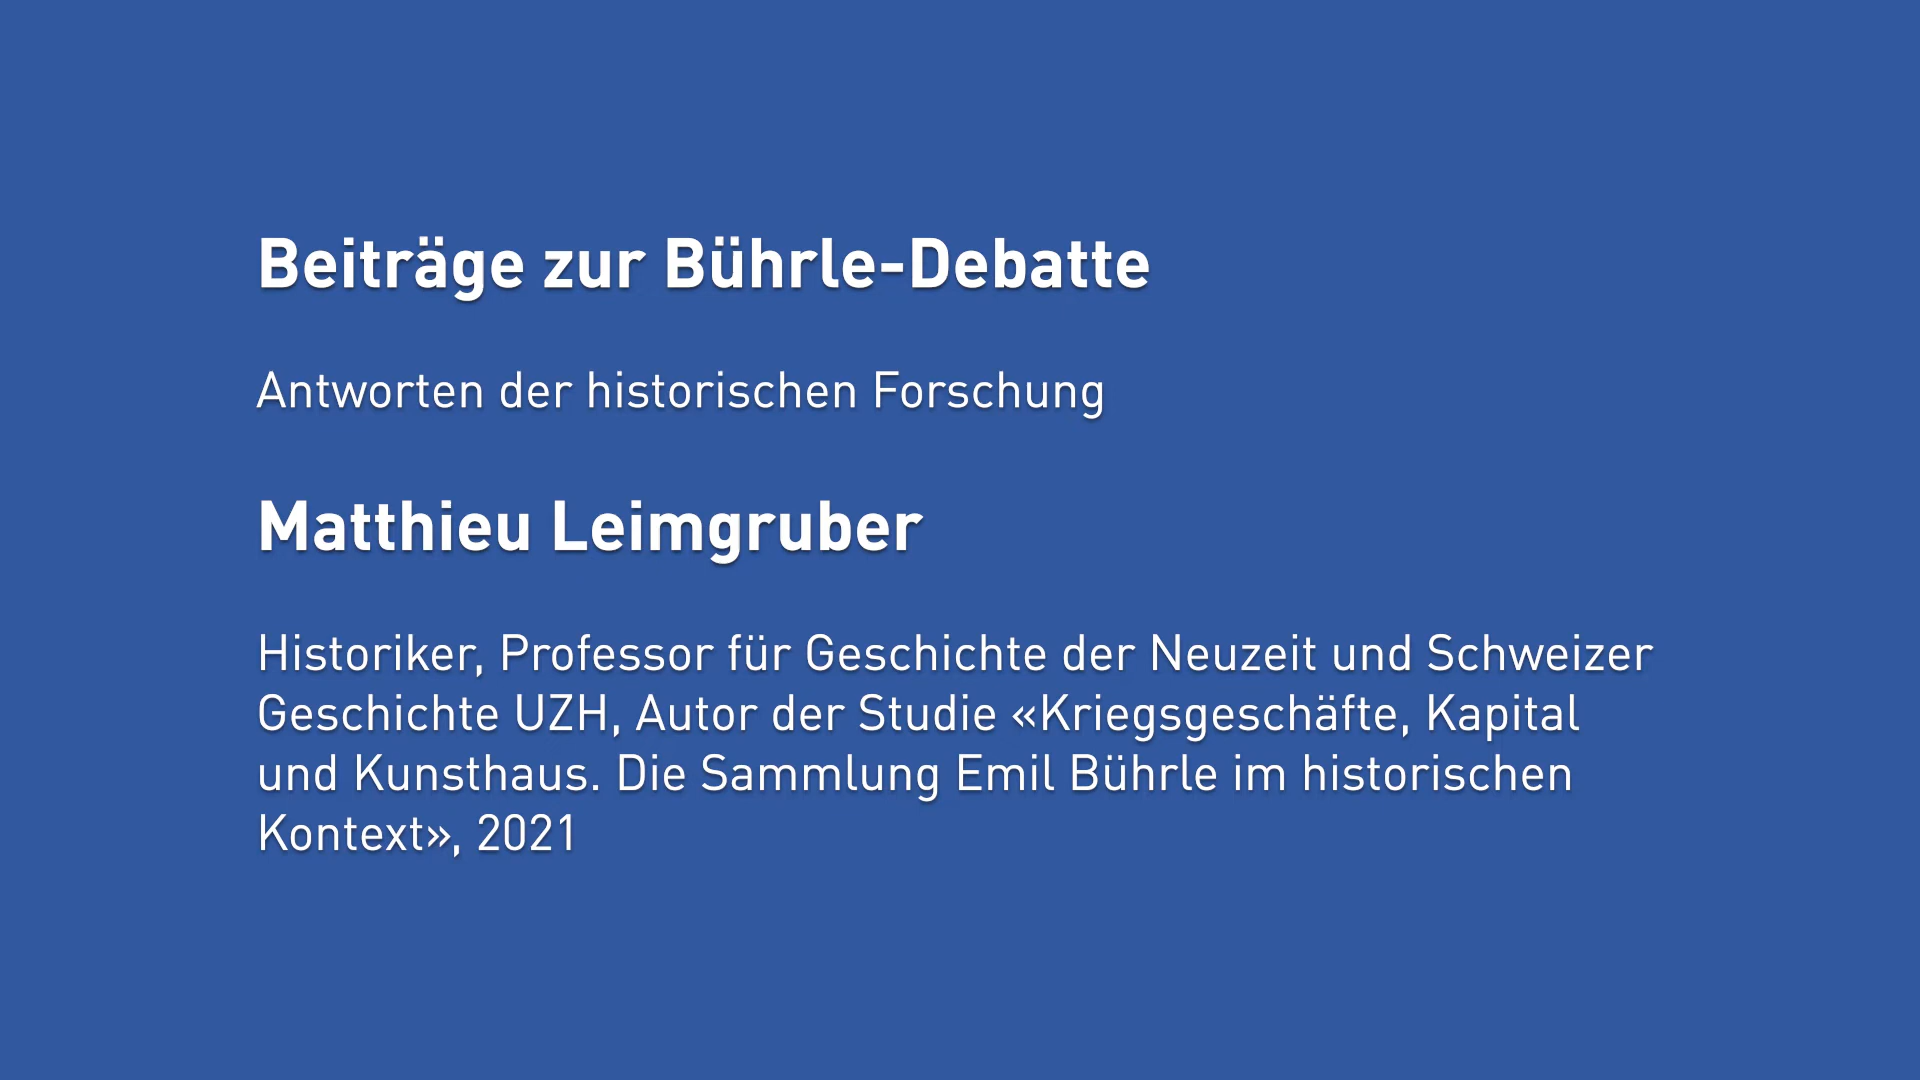 Beiträge zur Bührle-Debatte
Antworten der historischen Forschung
Matthieu Leimgruber
Historiker, Professor für Geschichte der Neuzeit und Schweizer
Geschichte UZH, Autor der Studie «Kriegsgeschäfte, Kapital
und Kunsthaus. Die Sammlung Emil Bührle im historischen
Kontext», 2021